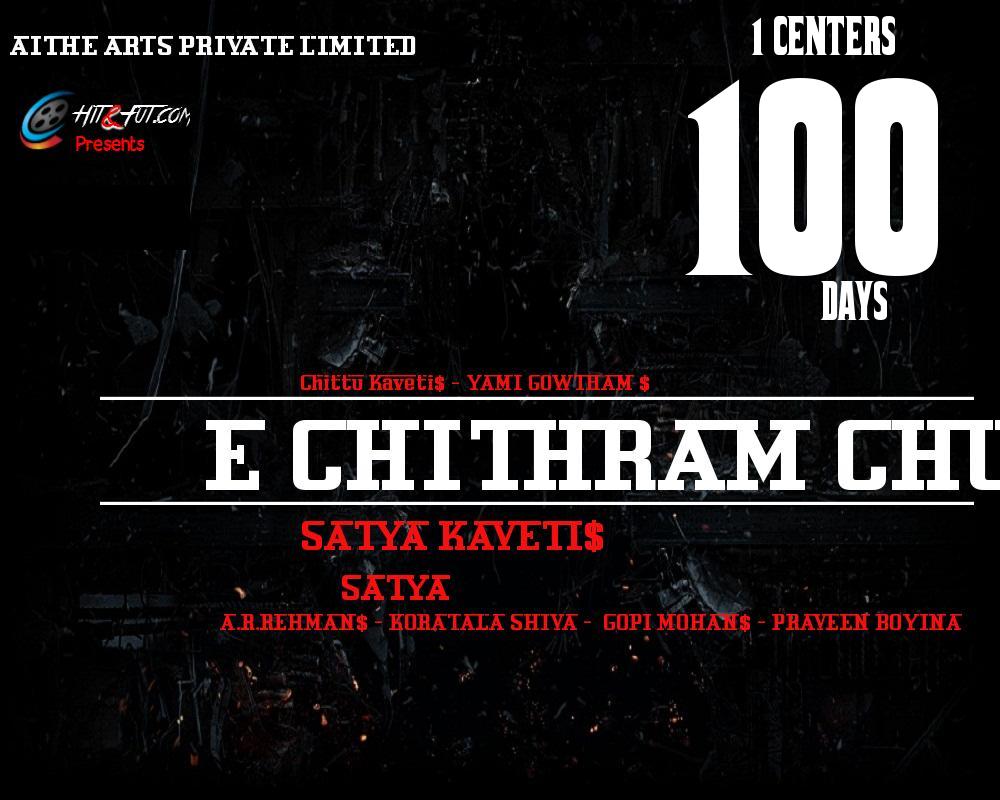 AITHE ARTS PRIVATE LIMITED
1 CENTERS
100
DAYS
HIT&FUT.COM
Presents
Chittu Kaveti$ - YAMI GOWTHAM $
E CHITHRAM CHU
SATYA KAVETI$
SATYA
A.R.REHMAN$ - KORATALA SHIVA - GOPI MOHAN$ - PRAVEEN BOYINA